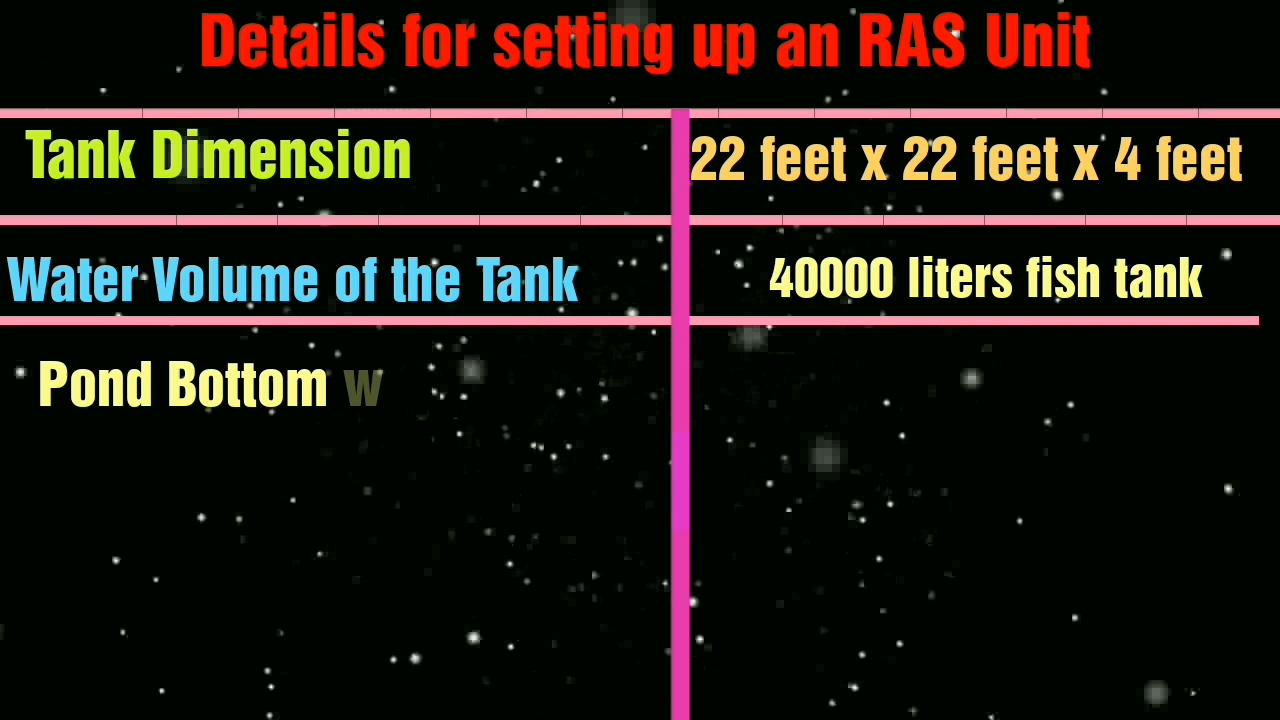 Details for setting up an RAS Unit
Tank Dimension
22 feet x 22 feet x 4 feet
Water Volume of the Tank
40000 liters fish tank
Pond Bottom w